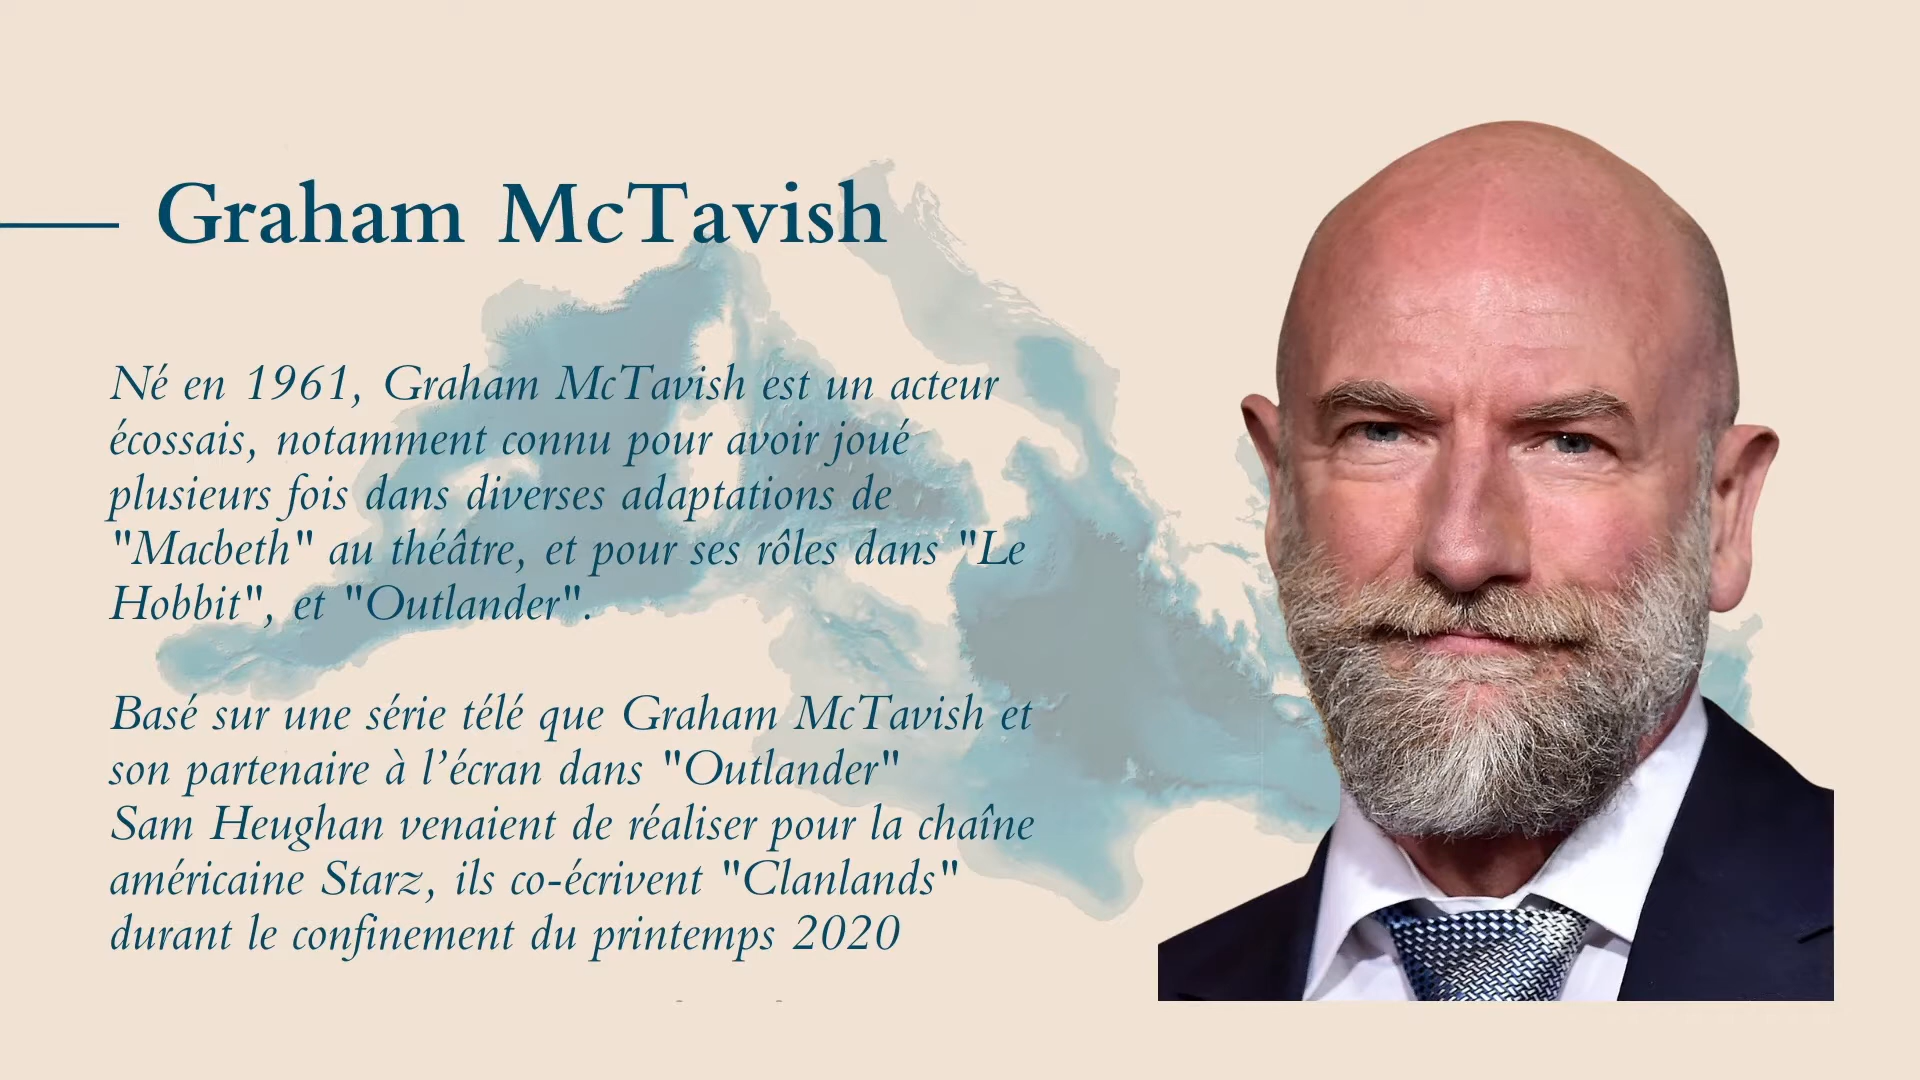 Graham McTavish
Né en 1961, Graham McTavish est un acteur
écossais, notamment connu pour avoir joué
plusieurs fois dans diverses adaptations de
"Macbeth" au théâtre, et pour ses rôles dans "Le
Hobbit", et "Outlander".
Basé sur une série télé que Graham McTavish et
son partenaire à l'écran dans "Outlander"
Sam Heughan venaient de réaliser pour la chaîne
américaine Starz, ils co-écrivent "Clanlands"
durant le confinement du printemps 2020